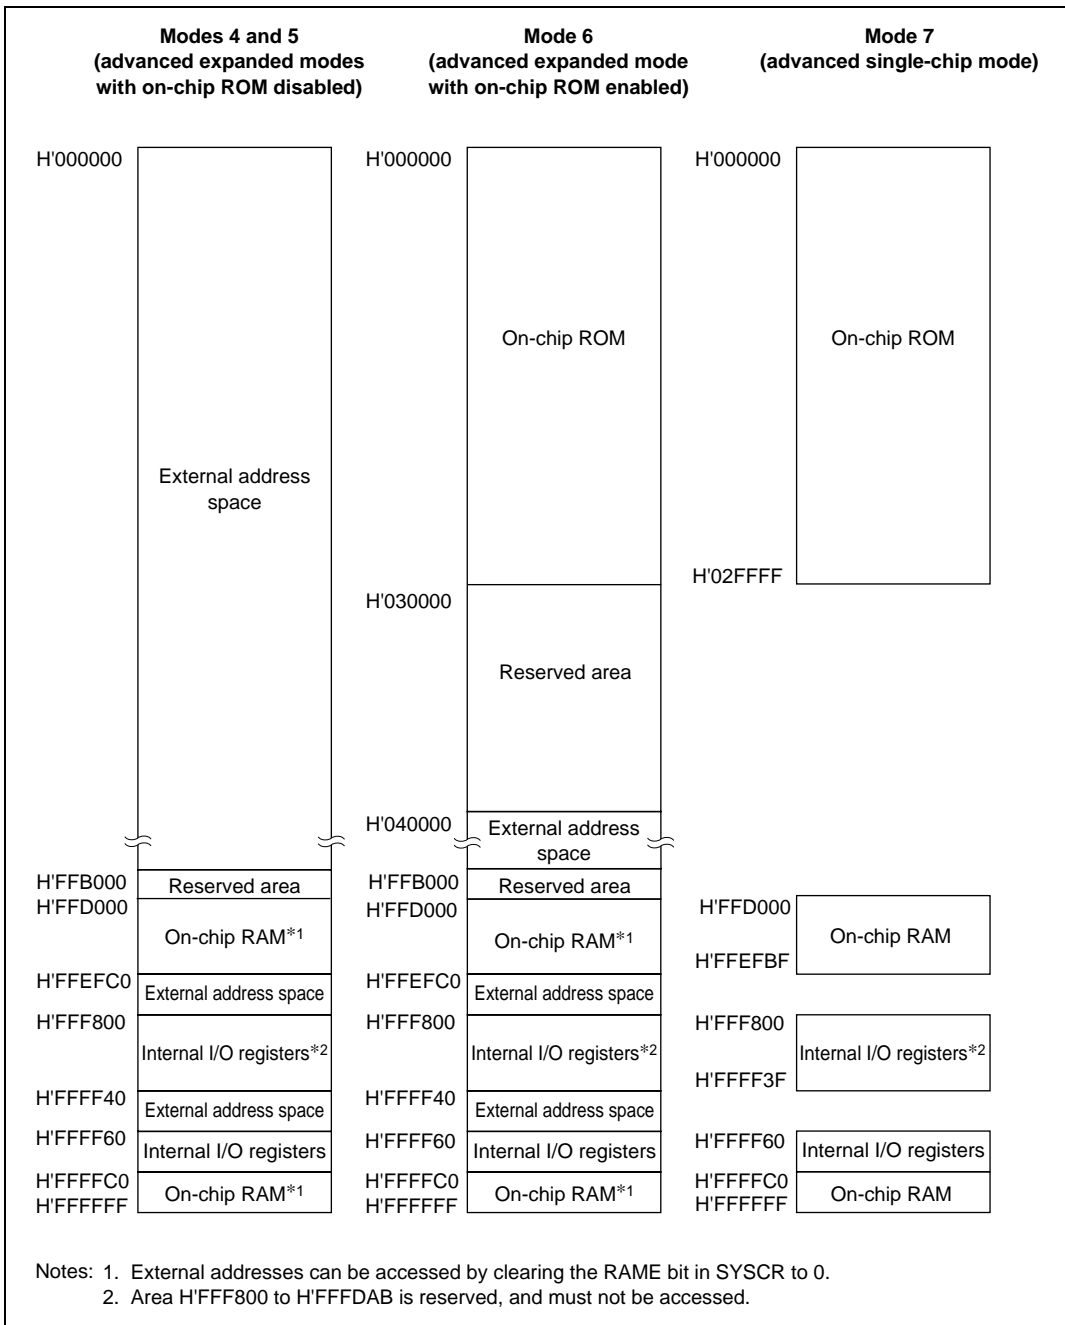 Modes 4 and 5
(advanced expanded modes
with on-chip ROM disabled)
Mode 6
(advanced expanded mode
with on-chip ROM enabled)
Mode 7
(advanced single-chip mode)
H'000000
External address
space
H'FFB000
Reserved area
H'FFD000
On-chip RAM*1
H'FFEFC0
External address space
H'FFF800
Internal I/O registers*2
H'FFFF40
External address space
H'FFFF60
Internal I/O registers
H'FFFFC0
On-chip RAM*1
H'FFFFFF
H'000000
On-chip ROM
H'030000
Reserved area
H'040000
External address
space
H'FFB000
Reserved area
H'FFD000
On-chip RAM*1
H'FFEFC0
External address space
H'FFF800
Internal I/O registers*2
H'FFFF40
External address space
H'FFFF60
Internal I/O registers
H'FFFFC0
On-chip RAM*1
H'FFFFFF
H'000000
On-chip ROM
H'02FFFF
H'FFD000
On-chip RAM
H'FFEFBF
H'FFF800
Internal I/O registers*2
H'FFFF3F
H'FFFF60
Internal I/O registers
H'FFFFC0
On-chip RAM
H'FFFFFF
Notes: 1. External addresses can be accessed by clearing the RAME bit in SYSCR to 0.
2. Area H'FFF800 to H'FFFDAB is reserved, and must not be accessed.